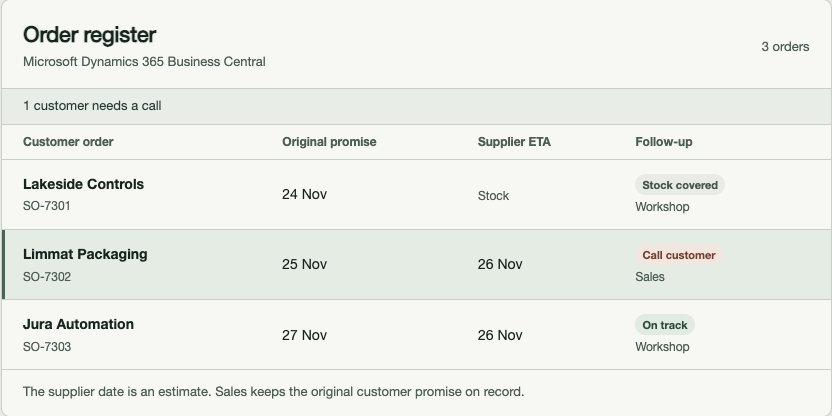 Order register
Microsoft Dynamics 365 Business Central
3 orders
1 customer needs a call
Customer order Original promise Supplier ETA Follow-up
Lakeside Controls
SO-7301
24 Nov
Stock
Stock covered
Workshop
Limmat Packaging
SO-7302
25 Nov
26 Nov
Call customer
Sales
Jura Automation
SO-7303
27 Nov
26 Nov
On track
Workshop
The supplier date is an estimate. Sales keeps the original customer promise on record.